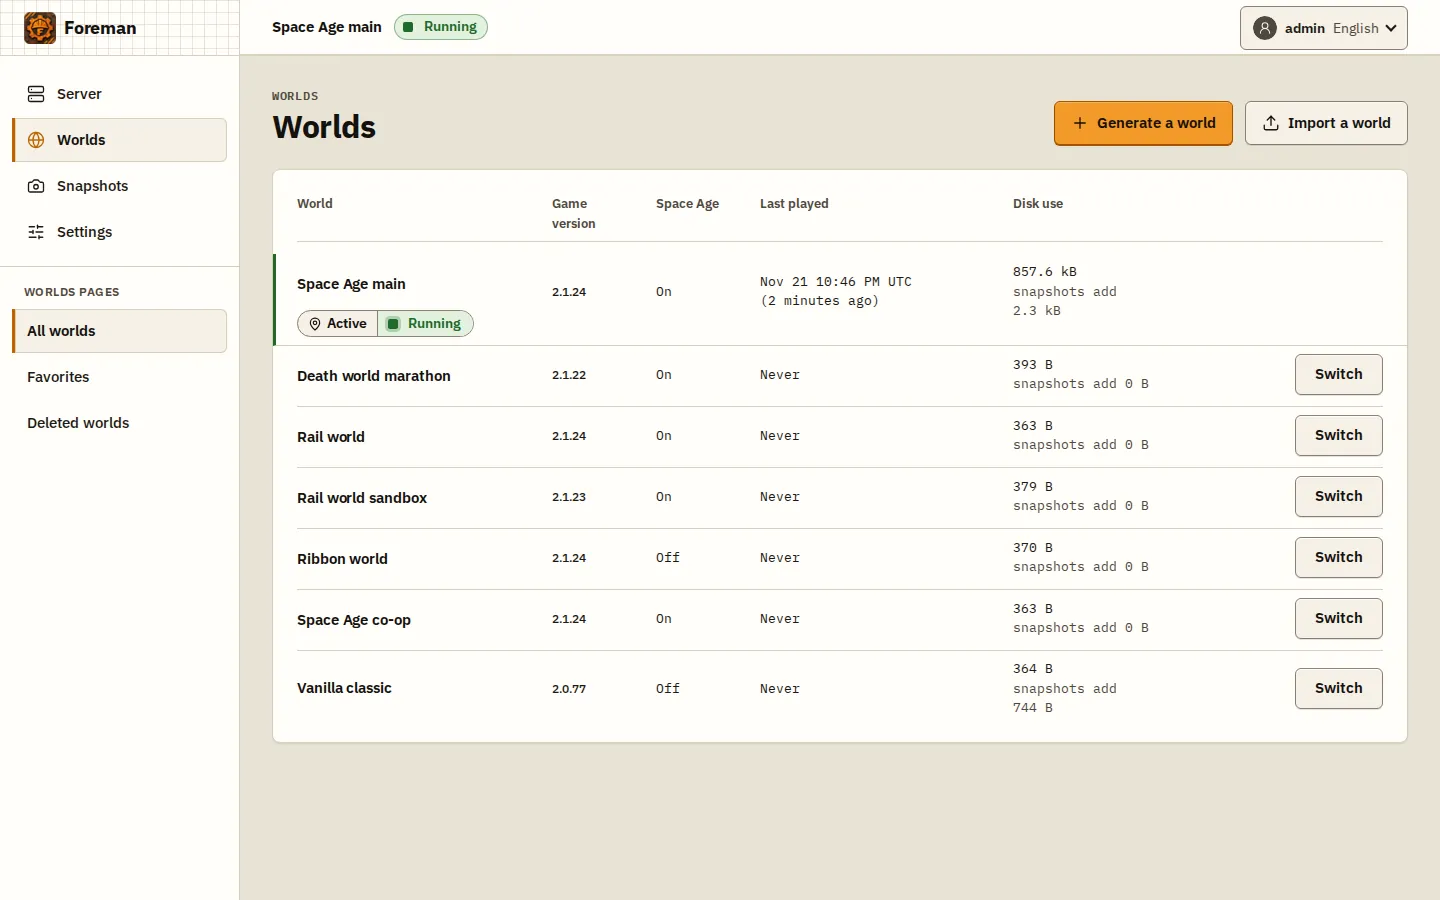 Foreman
Space Age main
Running
admin English
Server
Worlds
Snapshots
Settings
WORLDS PAGES
All worlds
Favorites
Deleted worlds
WORLDS
Worlds
Generate a world
Import a world
World
Game
version
Space Age
Last played
Disk use
Space Age main
Active
Running
2.1.24
On
Nov 21 10:46 PM UTC
(2 minutes ago)
857.6 kB
snapshots add
2.3 kB
Death world marathon
2.1.22
On
Never
393 B
snapshots add 0 B
Switch
Rail world
2.1.24
On
Never
363 B
snapshots add 0 B
Switch
Rail world sandbox
2.1.23
On
Never
379 B
snapshots add 0 B
Switch
Ribbon world
2.1.24
Off
Never
370 B
snapshots add 0 B
Switch
Space Age co-op
2.1.24
On
Never
363 B
snapshots add 0 B
Switch
Vanilla classic
2.0.77
Off
Never
364 B
snapshots add
744 B
Switch